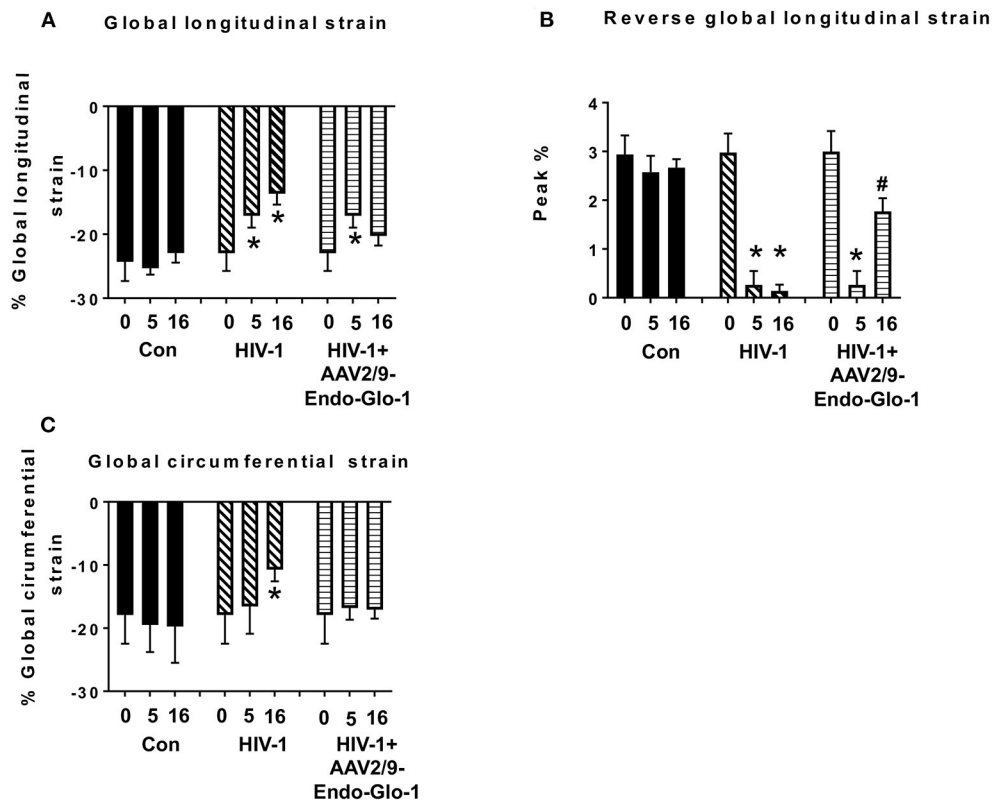 A
Global longitudinal strain
% Global longitudinal
strain
0
-10
-20
-30
*
*
*
0 5 16 0 5 16 0 5 16
Con HIV-1 HIV-1+
AAV2/9-
Endo-Glo-1
B
Reverse global longitudinal strain
Peak %
4
3
2
1
0
* *
*
#
0 5 16 0 5 16 0 5 16
Con HIV-1 HIV-1+
AAV2/9-
Endo-Glo-1
C
Global circumferential strain
% Global cirumferential
strain
0
-10
-20
-30
*
0 5 16 0 5 16 0 5 16
Con HIV-1 HIV-1+
AAV2/9-
Endo-Glo-1